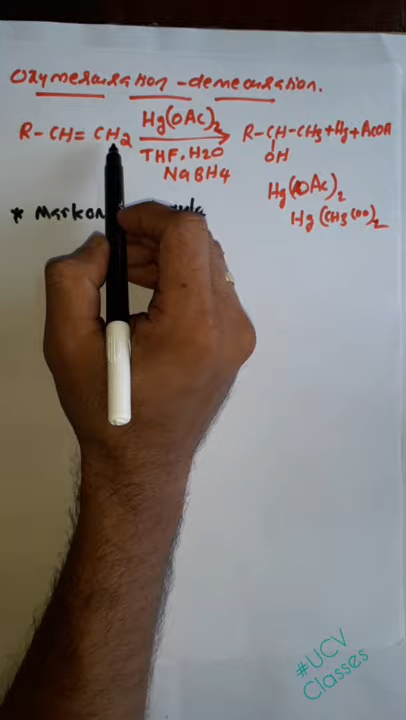 Oxymercuration-demercuration.
R-CH=CH2 Hg(OAc)2 R-CH-CH3+Hg+AcOH
THF.H2O OH
NaBH4 Hg(OAc)2
* Hg(CH3COO)2
#UCV
Classes